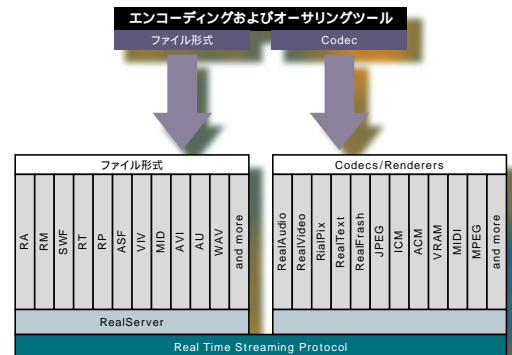 エンコーディングおよびオーサリングツール
ファイル形式
Codec
ファイル形式
RA
RM
SWF
RT
RP
ASF
VIV
MID
AVI
AU
WAV
and more
RealServer
Codecs/Renderers
RealAudio
RealVideo
RialPix
RealText
RealFrash
JPEG
ICM
ACM
VRAM
MIDI
MPEG
and more
Real Time Streaming Protocol